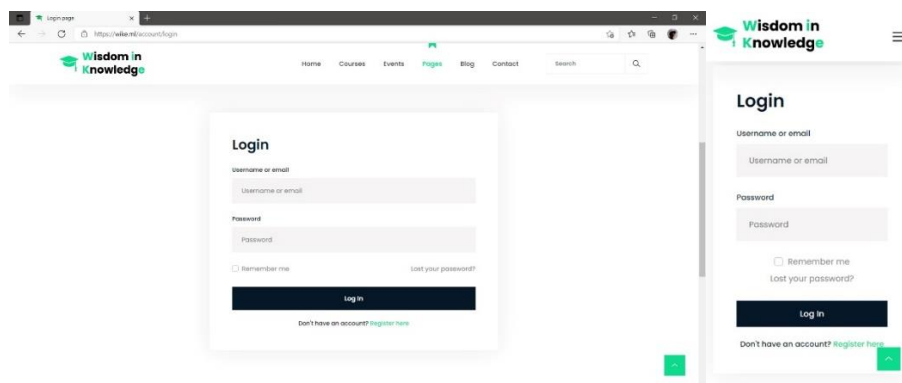 Login page
https://wike.ml/account/login
Wisdom in
Knowledge
Home Courses Events Pages Blog Contact Search
Login
Username or email
Username or email
Password
Password
Remember me Lost your password?
Log In
Don't have an account? Register here
Wisdom in
Knowledge
Login
Username or email
Username or email
Password
Password
Remember me
Lost your password?
Log In
Don't have an account? Register here